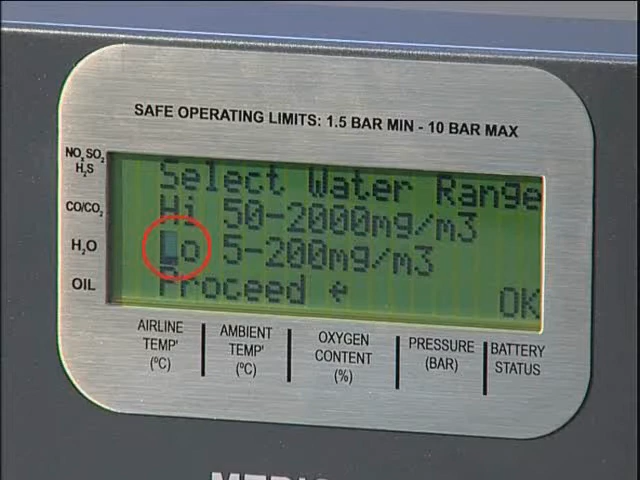 SAFE OPERATING LIMITS: 1.5 BAR MIN - 10 BAR MAX
NOx SO2
H2S
CO/CO2
H2O
OIL
Select Water Range
Hi 50-2000mg/m3
Lo 5-200mg/m3
Proceed ↵ OK
AIRLINE TEMP' (ºC)
AMBIENT TEMP' (ºC)
OXYGEN CONTENT (%)
PRESSURE (BAR)
BATTERY STATUS